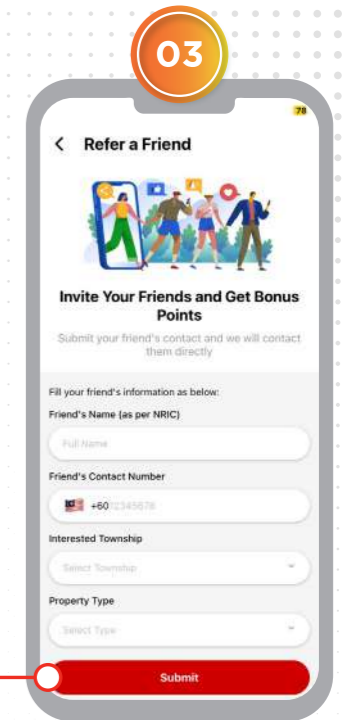 03
78
Refer a Friend
Invite Your Friends and Get Bonus
Points
Submit your friend's contact and we will contact
them directly
Fill your friend's information as below:
Friend's Name (as per NRIC)
Full Name
Friend's Contact Number
+60 12345678
Interested Township
Select Township
Property Type
Select Type
Submit